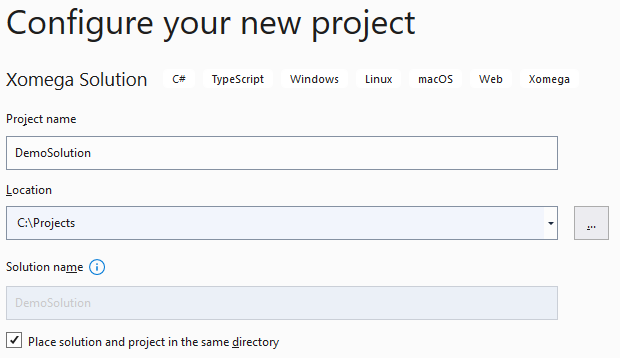 Configure your new project
Xomega Solution C# TypeScript Windows Linux macOS Web Xomega
Project name
DemoSolution
Location
C:\Projects
...
Solution name
DemoSolution
Place solution and project in the same directory